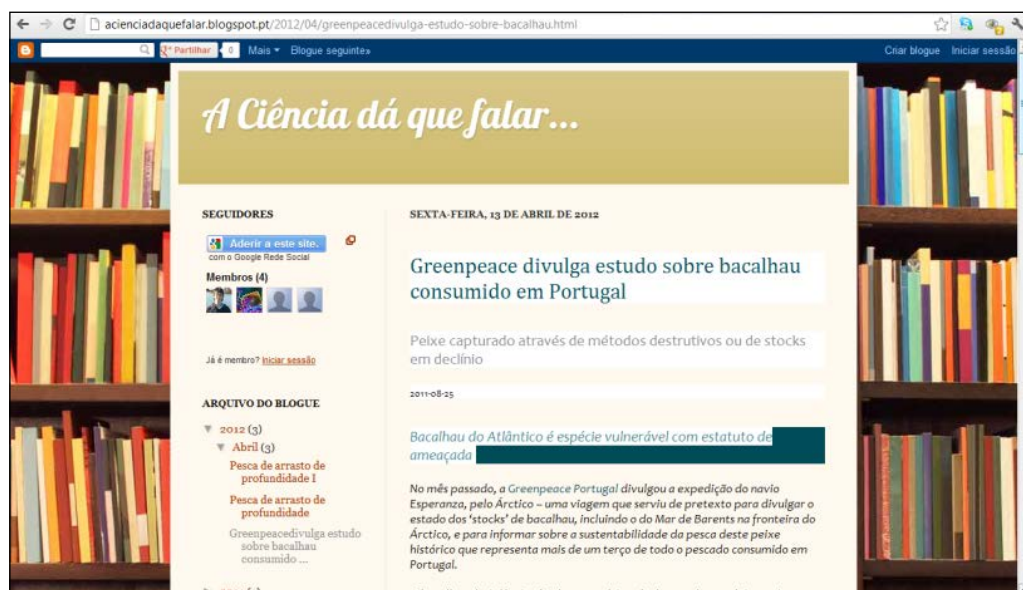 acienciadaquefalar.blogspot.pt/2012/04/greenpeacedivulga-estudo-sobre-bacalhau.html
Partilhar 0 Mais Blogue seguinte» Criar blogue Iniciar sessão
A Ciência dá que falar...
SEGUIDORES
Aderir a este site.
com o Google Rede Social
Membros (4)
Já é membro? Iniciar sessão
ARQUIVO DO BLOGUE
▼ 2012 (3)
▼ Abril (3)
Pesca de arrasto de
profundidade I
Pesca de arrasto de
profundidade
Greenpeacedivulga estudo
sobre bacalhau
consumido ...
SEXTA-FEIRA, 13 DE ABRIL DE 2012
Greenpeace divulga estudo sobre bacalhau
consumido em Portugal
Peixe capturado através de métodos destrutivos ou de stocks
em declínio
2011-08-25
Bacalhau do Atlântico é espécie vulnerável com estatuto de
ameaçada
No mês passado, a Greenpeace Portugal divulgou a expedição do navio
Esperanza, pelo Árctico – uma viagem que serviu de pretexto para divulgar o
estado dos ‘stocks’ de bacalhau, incluindo o do Mar de Barents na fronteira do
Árctico, e para informar sobre a sustentabilidade da pesca deste peixe
histórico que representa mais de um terço de todo o pescado consumido em
Portugal.